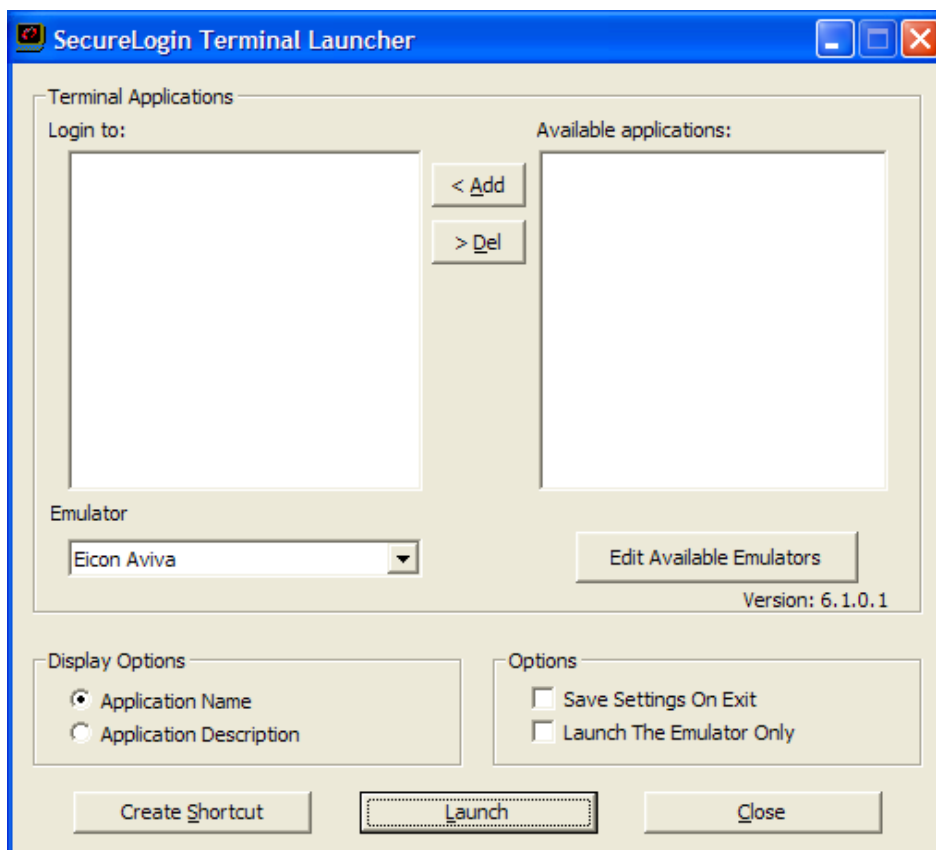 SecureLogin Terminal Launcher
Terminal Applications
Login to:
Available applications:
< Add
> Del
Emulator
Eicon Aviva
Edit Available Emulators
Version: 6.1.0.1
Display Options
Application Name
Application Description
Options
Save Settings On Exit
Launch The Emulator Only
Create Shortcut
Launch
Close